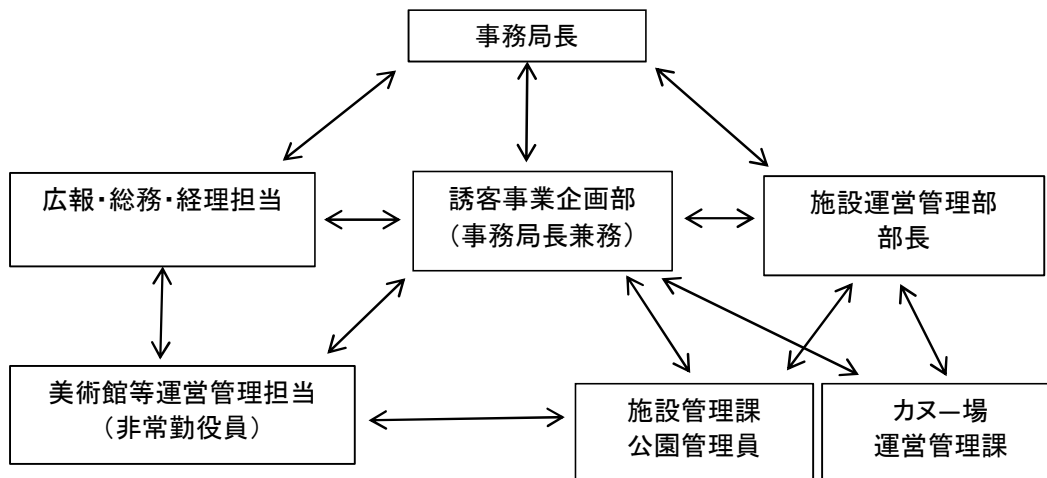 事務局長
広報・総務・経理担当
誘客事業企画部
（事務局長兼務）
施設運営管理部
部長
美術館等運営管理担当
（非常勤役員）
施設管理課
公園管理員
カヌー場
運営管理課